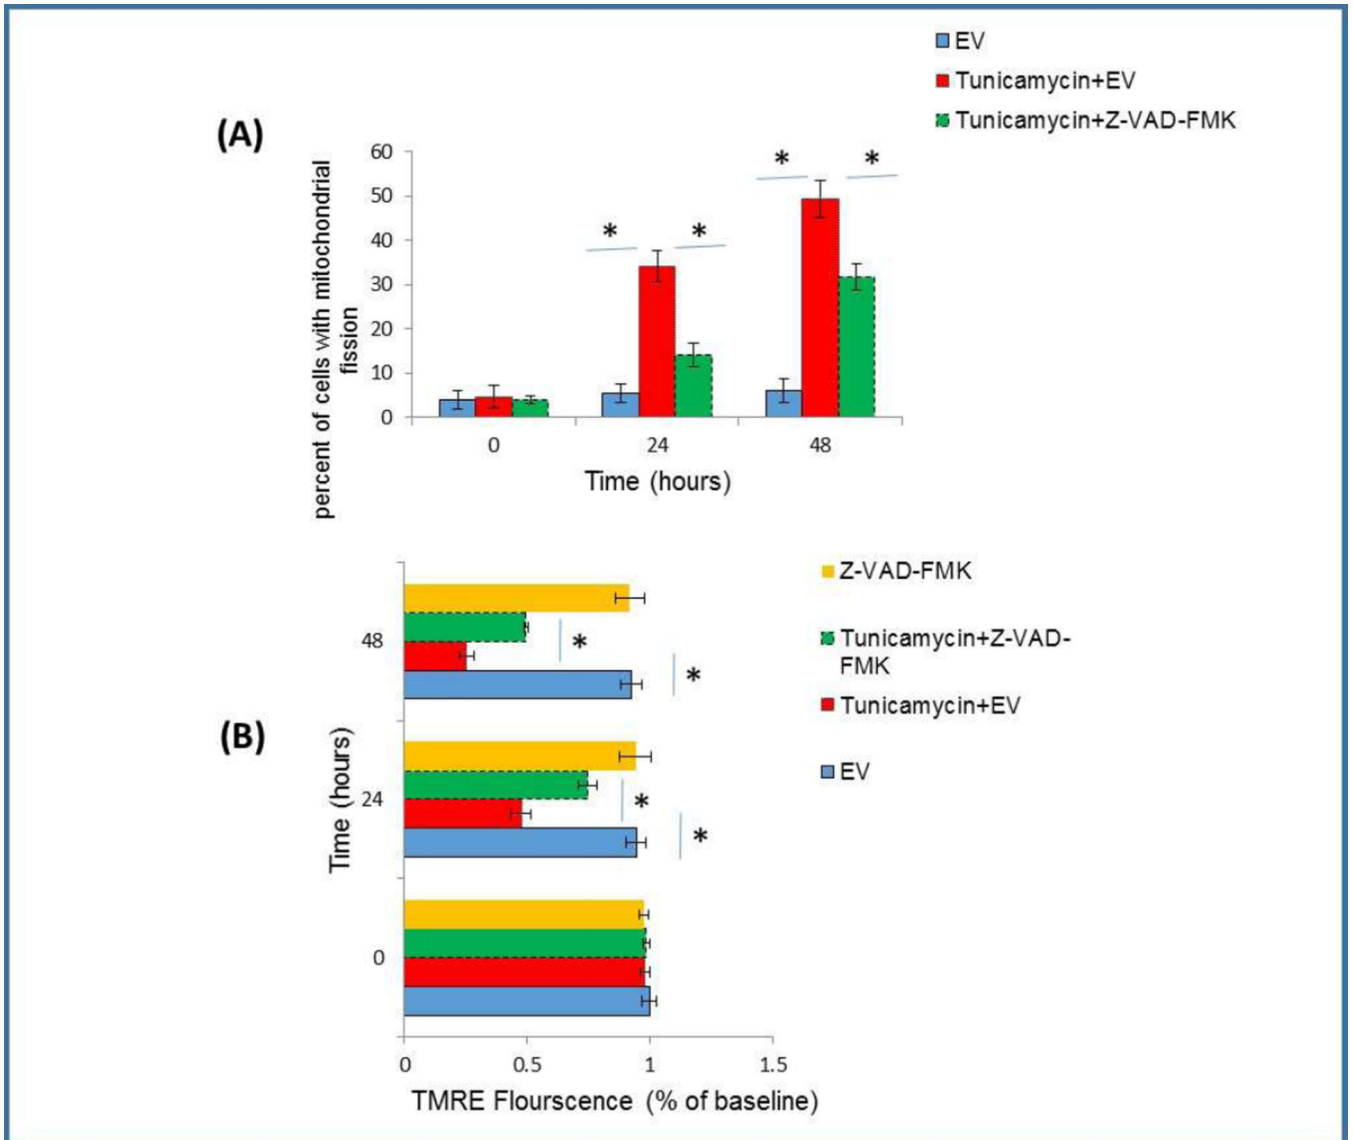 EV
Tunicamycin+EV
Tunicamycin+Z-VAD-FMK
(A)
percent of cells with mitochondrial
fission
60
50
40
30
20
10
0
*
*
*
*
0 24 48
Time (hours)
(B)
Time (hours)
48
24
0
*
*
*
*
Z-VAD-FMK
Tunicamycin+Z-VAD-
FMK
Tunicamycin+EV
EV
0 0.5 1 1.5
TMRE Flourscence (% of baseline)